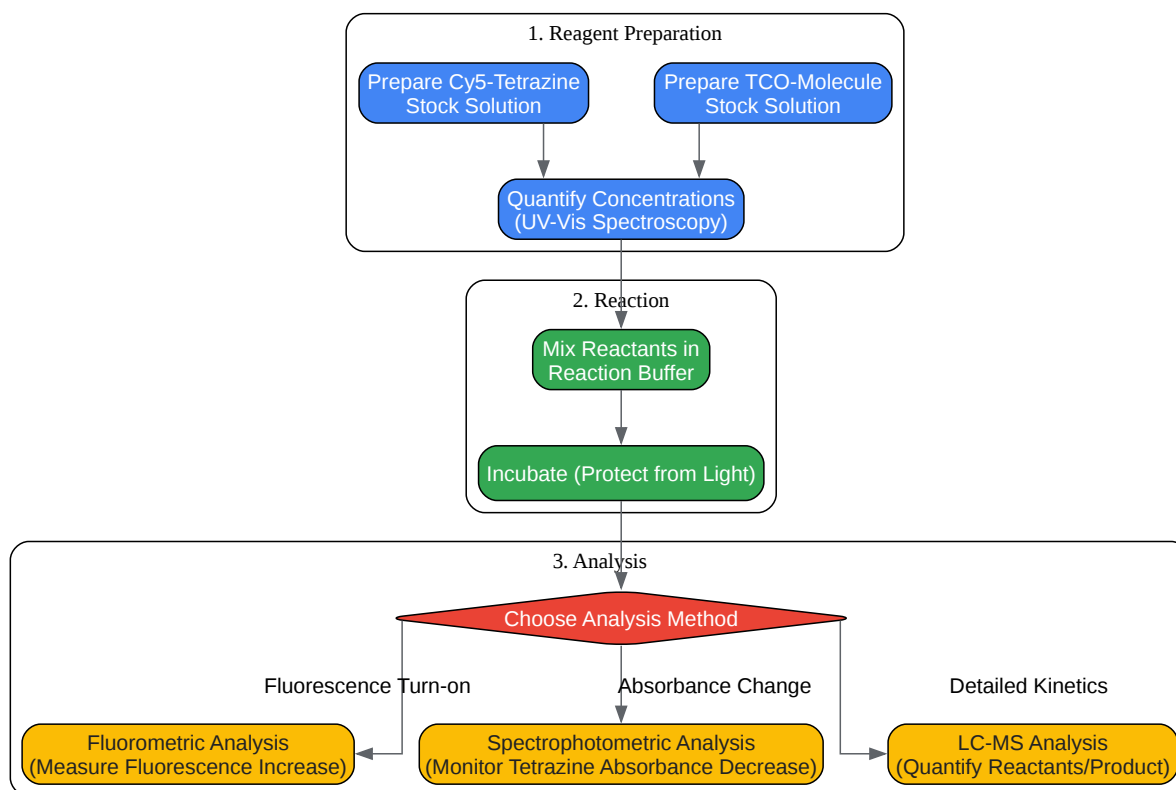 1. Reagent Preparation
Prepare Cy5-Tetrazine
Stock Solution
Prepare TCO-Molecule
Stock Solution
Quantify Concentrations
(UV-Vis Spectroscopy)
2. Reaction
Mix Reactants in
Reaction Buffer
Incubate (Protect from Light)
3. Analysis
Choose Analysis Method
Fluorescence Turn-on
Absorbance Change
Detailed Kinetics
Fluorometric Analysis
(Measure Fluorescence Increase)
Spectrophotometric Analysis
(Monitor Tetrazine Absorbance Decrease)
LC-MS Analysis
(Quantify Reactants/Product)